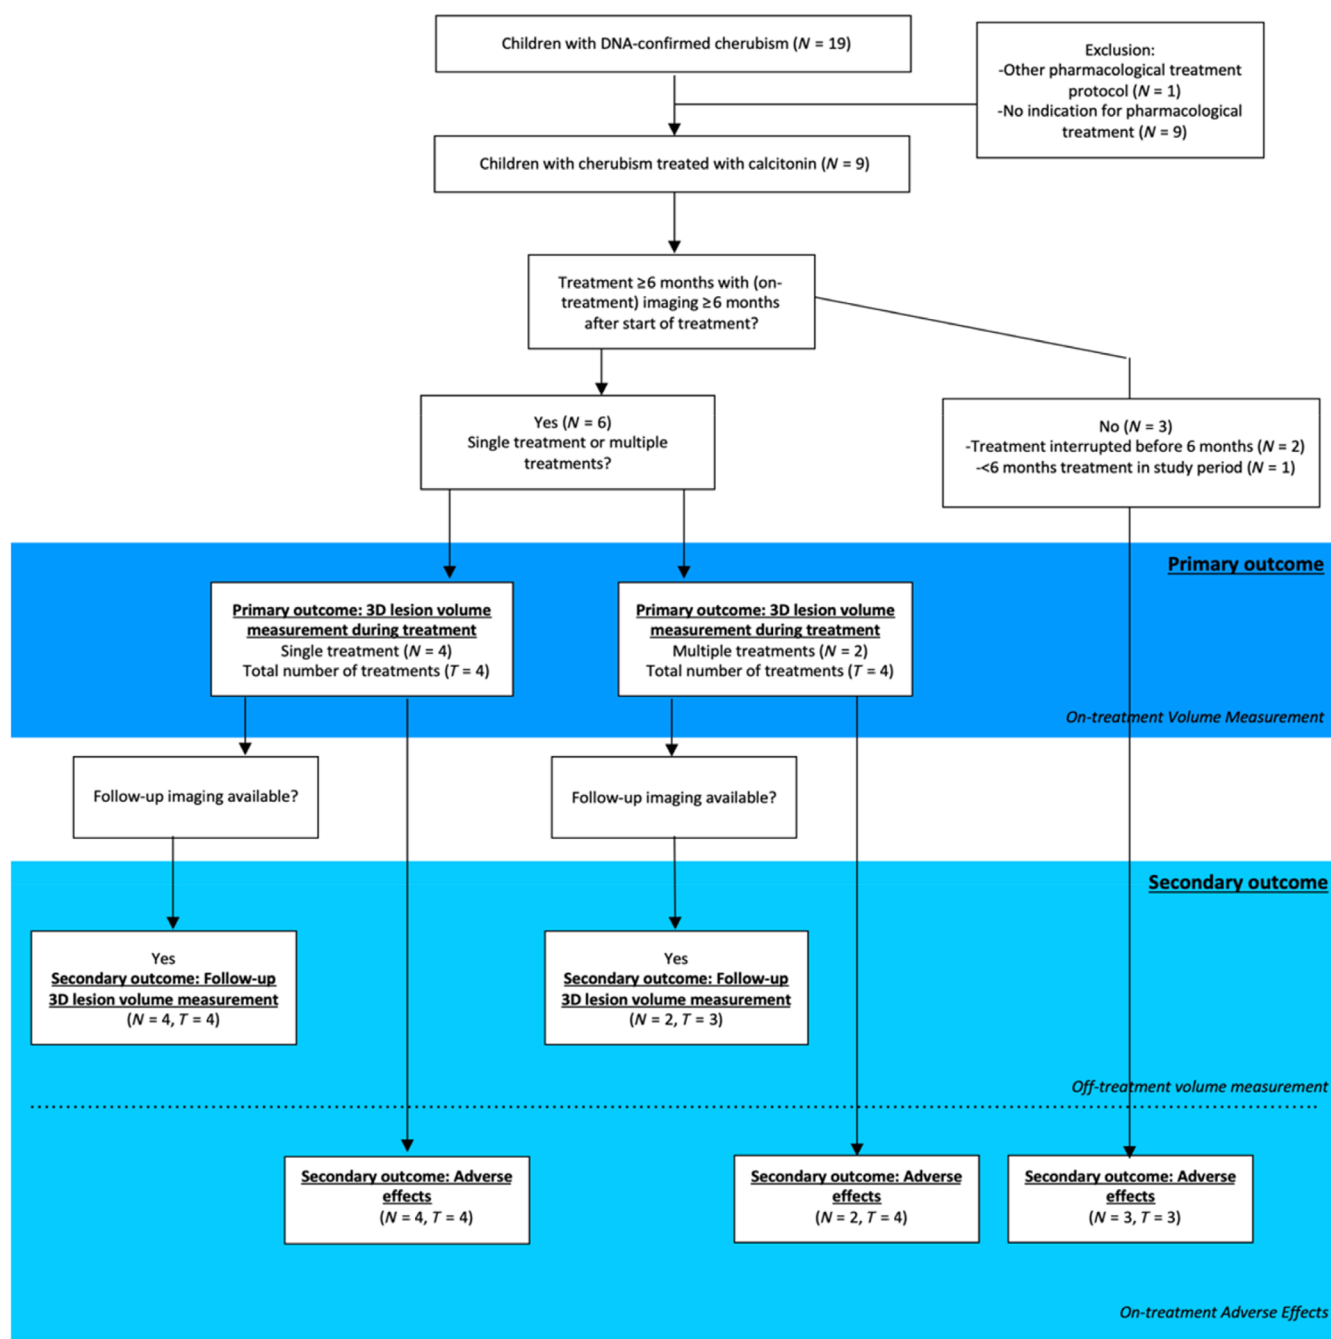 Children with DNA-confirmed cherubism (N = 19)
Exclusion:
-Other pharmacological treatment
protocol (N = 1)
-No indication for pharmacological
treatment (N = 9)
Children with cherubism treated with calcitonin (N = 9)
Treatment ≥6 months with (on-
treatment) imaging ≥6 months
after start of treatment?
Yes (N = 6)
Single treatment or multiple
treatments?
No (N = 3)
-Treatment interrupted before 6 months (N = 2)
-<6 months treatment in study period (N = 1)
Primary outcome
Primary outcome: 3D lesion volume
measurement during treatment
Single treatment (N = 4)
Total number of treatments (T = 4)
Primary outcome: 3D lesion volume
measurement during treatment
Multiple treatments (N = 2)
Total number of treatments (T = 4)
On-treatment Volume Measurement
Follow-up imaging available?
Follow-up imaging available?
Secondary outcome
Yes
Secondary outcome: Follow-up
3D lesion volume measurement
(N = 4, T = 4)
Yes
Secondary outcome: Follow-up
3D lesion volume measurement
(N = 2, T = 3)
Off-treatment volume measurement
Secondary outcome: Adverse
effects
(N = 4, T = 4)
Secondary outcome: Adverse
effects
(N = 2, T = 4)
Secondary outcome: Adverse
effects
(N = 3, T = 3)
On-treatment Adverse Effects